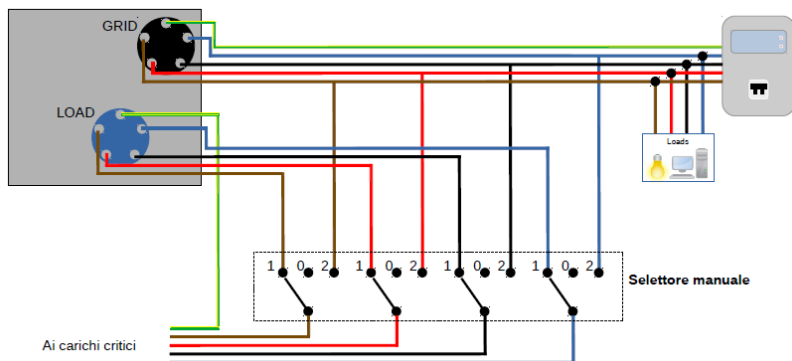 GRID
LOAD
Loads
1 0 2 1 0 2 1 0 2 1 0 2
Selettore manuale
Ai carichi critici